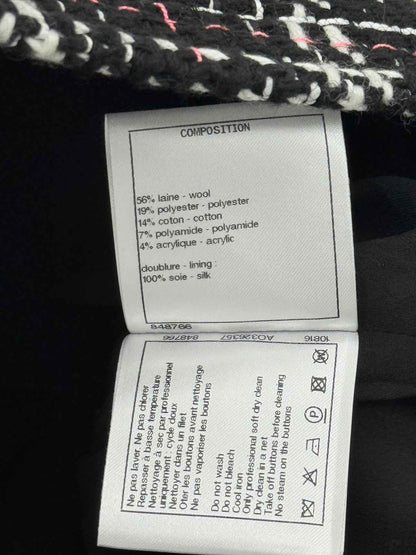 COMPOSITION
56% laine - wool
19% polyester - polyester
14% coton - cotton
7% polyamide - polyamide
4% acrylique - acrylic
doublure - lining :
100% soie - silk
848766
848766 AO326357 10816
Ne pas laver. Ne pas chlorer
Repasser à basse température
Nettoyage à sec par professionnel
uniquement - cycle doux
Nettoyer dans un filet
Oter les boutons avant nettoyage
Ne pas vaporiser les boutons
Do not wash
Do not bleach
Cool iron
Only professional soft dry clean
Dry clean in a net
Take off buttons before cleaning
No steam on the buttons
P